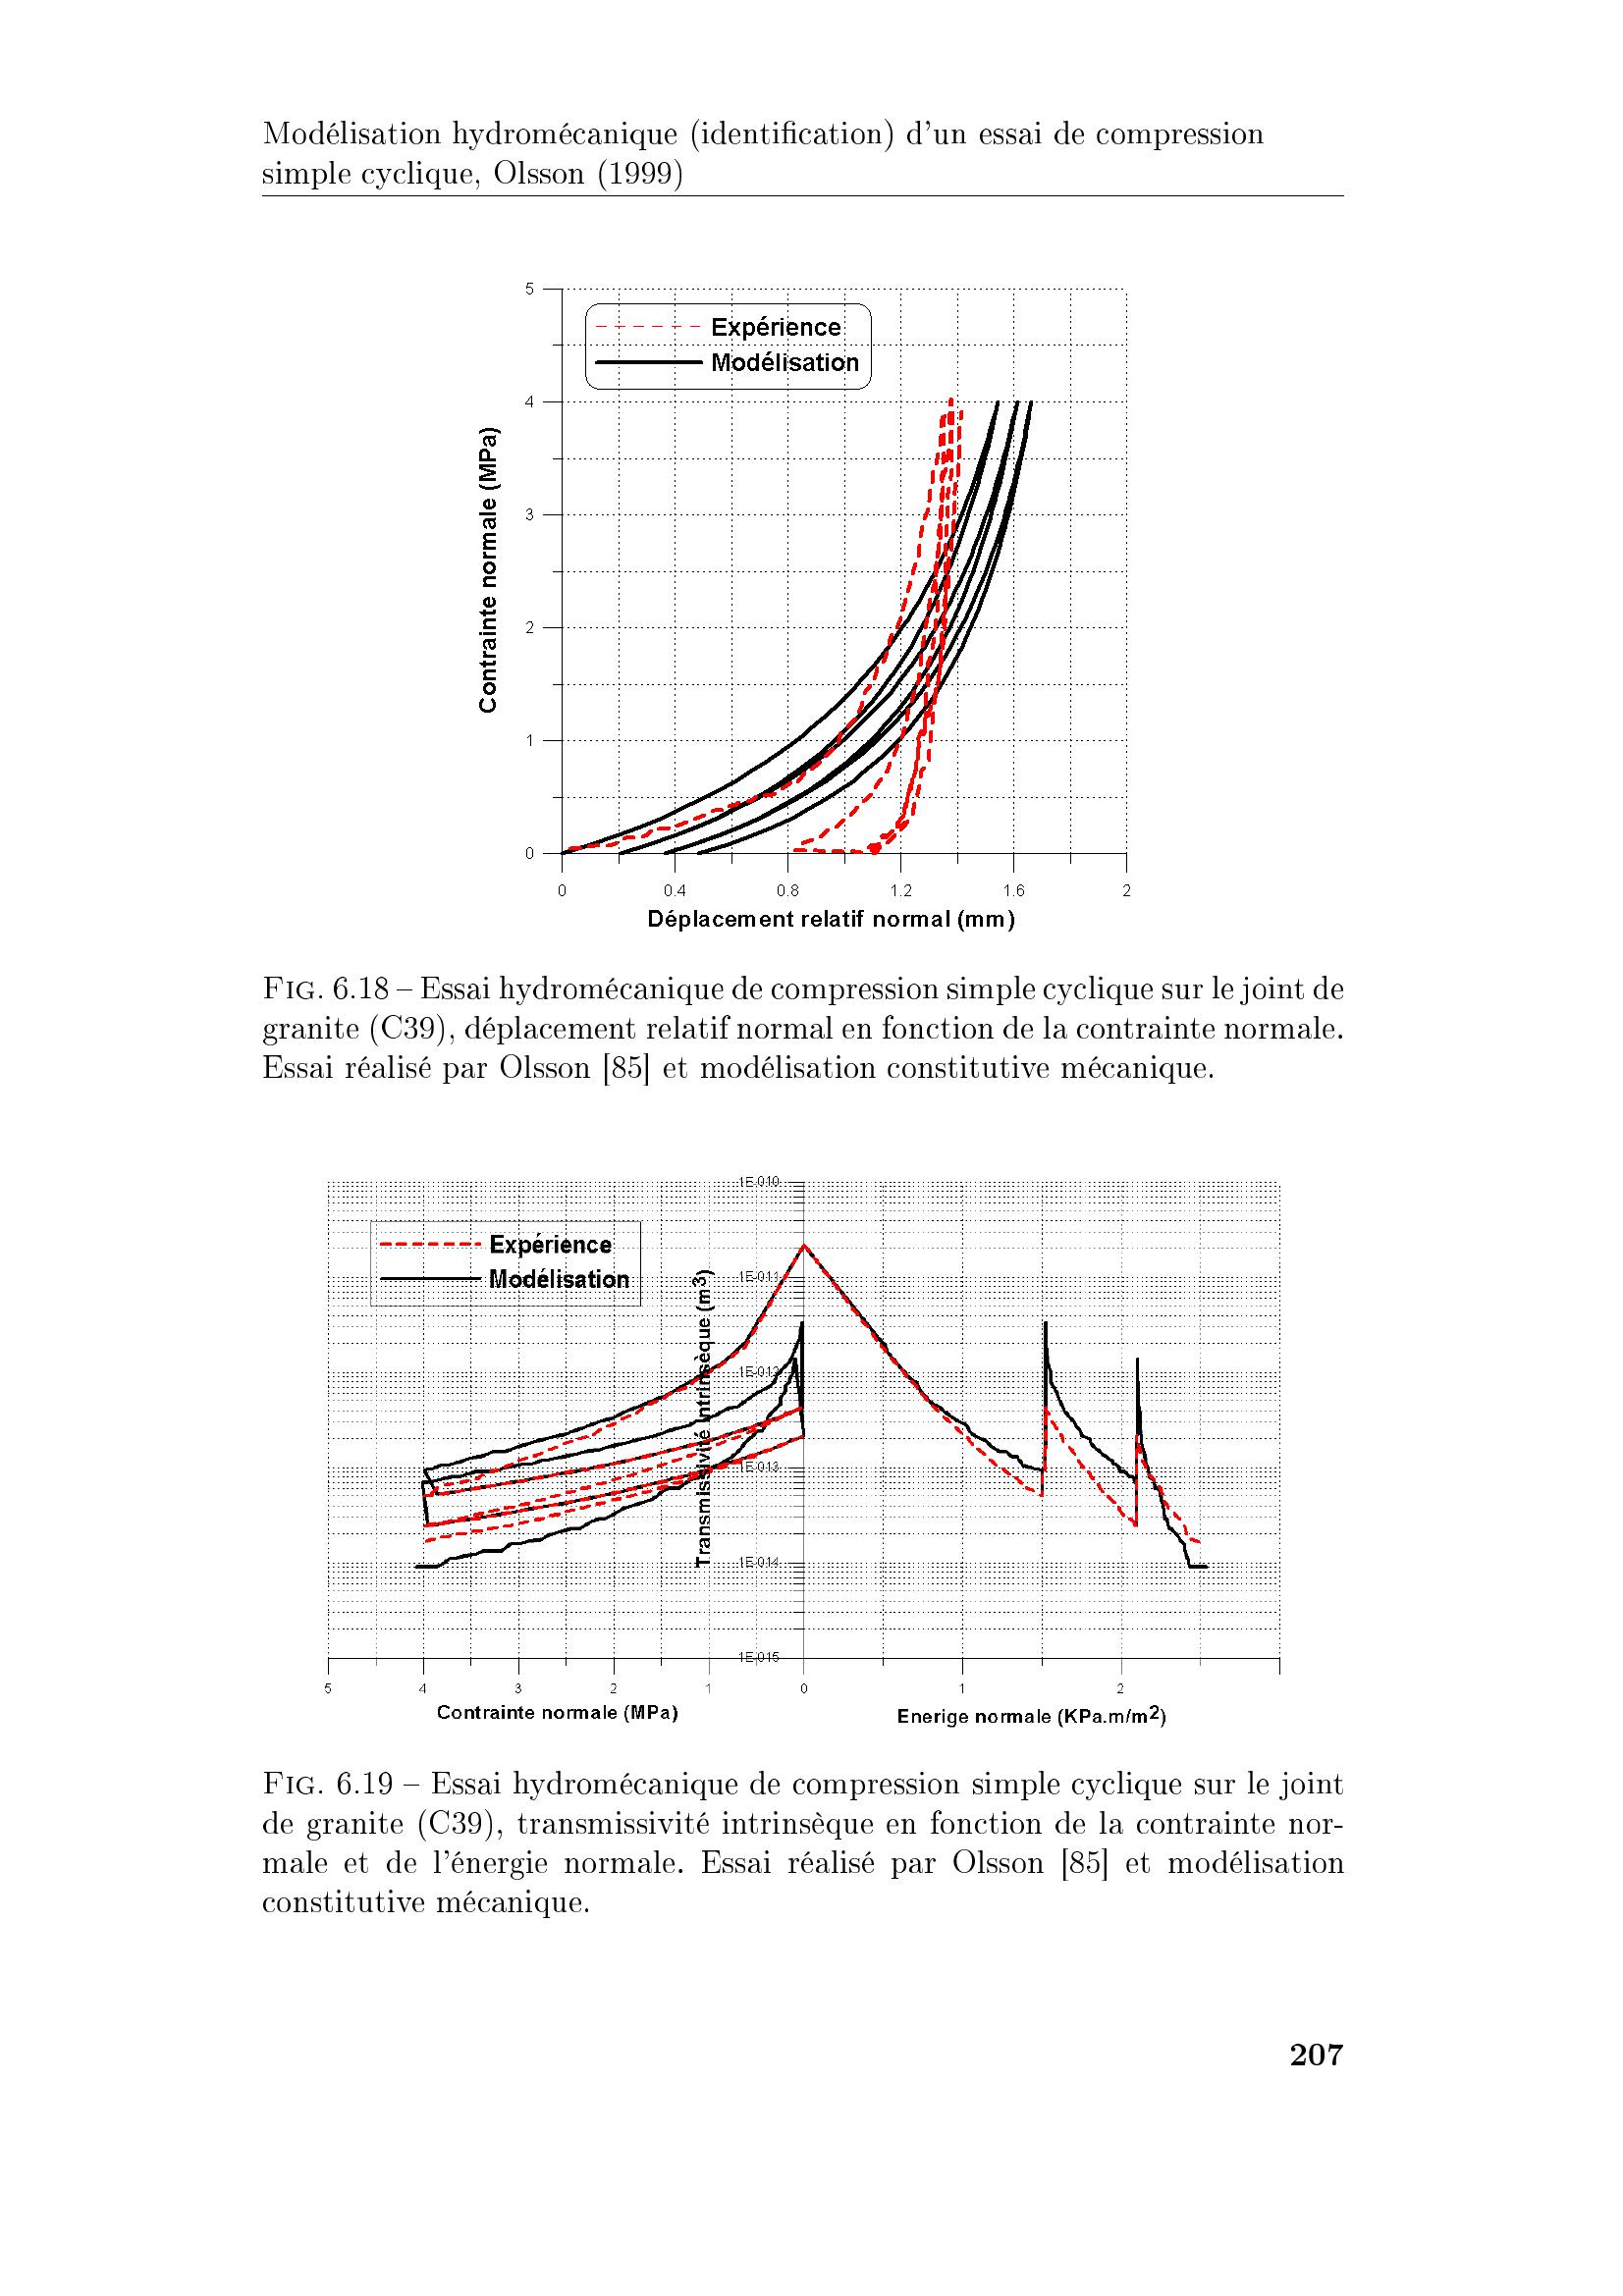 Modélisation hydromécanique (identification) d'un essai de compression
simple cyclique, Olsson (1999)
5
Expérience
Modélisation
4
3
2
1
0
Contrainte normale (MPa)
0 0.4 0.8 1.2 1.6 2
Déplacement relatif normal (mm)
FIG. 6.18 – Essai hydromécanique de compression simple cyclique sur le joint de
granite (C39), déplacement relatif normal en fonction de la contrainte normale.
Essai réalisé par Olsson [85] et modélisation constitutive mécanique.
1E-010
Expérience
Modélisation
1E-011
1E-012
1E-013
1E-014
1E-015
Transmissivité intrinsèque (m3)
5 4 3 2 1 0 1 2
Contrainte normale (MPa) Enerige normale (KPa.m/m2)
FIG. 6.19 – Essai hydromécanique de compression simple cyclique sur le joint
de granite (C39), transmissivité intrinsèque en fonction de la contrainte nor-
male et de l'énergie normale. Essai réalisé par Olsson [85] et modélisation
constitutive mécanique.
207